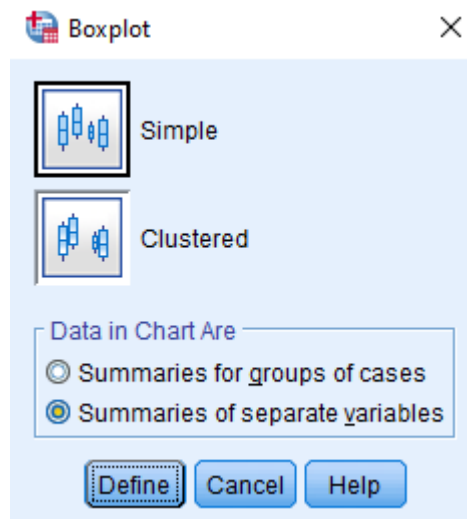 Boxplot
Simple
Clustered
Data in Chart Are
Summaries for groups of cases
Summaries of separate variables
Define Cancel Help